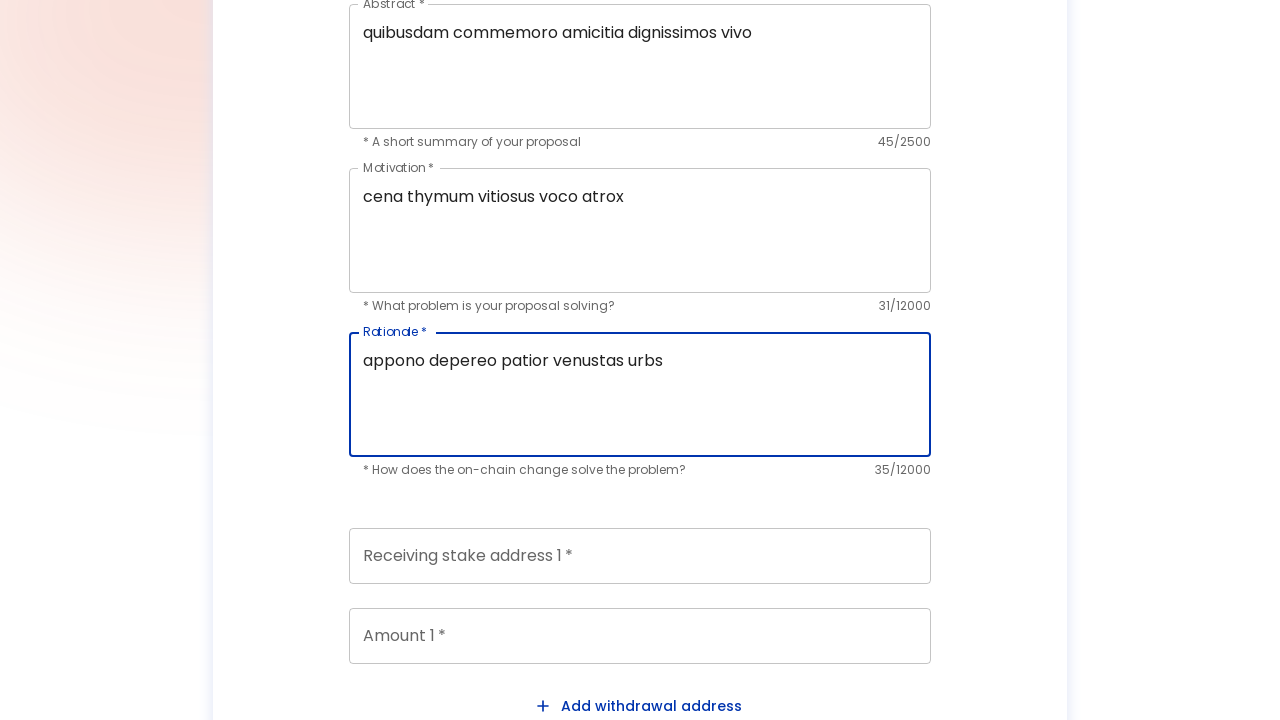 Abstract *
quibusdam commemoro amicitia dignissimos vivo
* A short summary of your proposal 45/2500
Motivation *
cena thymum vitiosus voco atrox
* What problem is your proposal solving? 31/12000
Rationale *
appono depereo patior venustas urbs
* How does the on-chain change solve the problem? 35/12000
Receiving stake address 1 *
Amount 1 *
+ Add withdrawal address